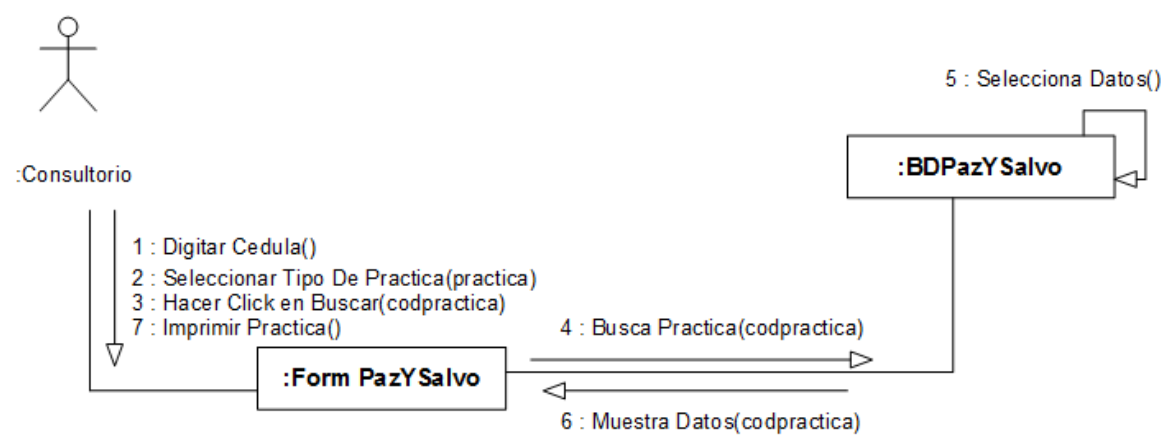 5 : Selecciona Datos()
:BDPazYSalvo
:Consultorio
1 : Digitar Cedula()
2 : Seleccionar Tipo De Practica(practica)
3 : Hacer Click en Buscar(codpractica)
7 : Imprimir Practica()
4 : Busca Practica(codpractica)
:Form PazYSalvo
6 : Muestra Datos(codpractica)